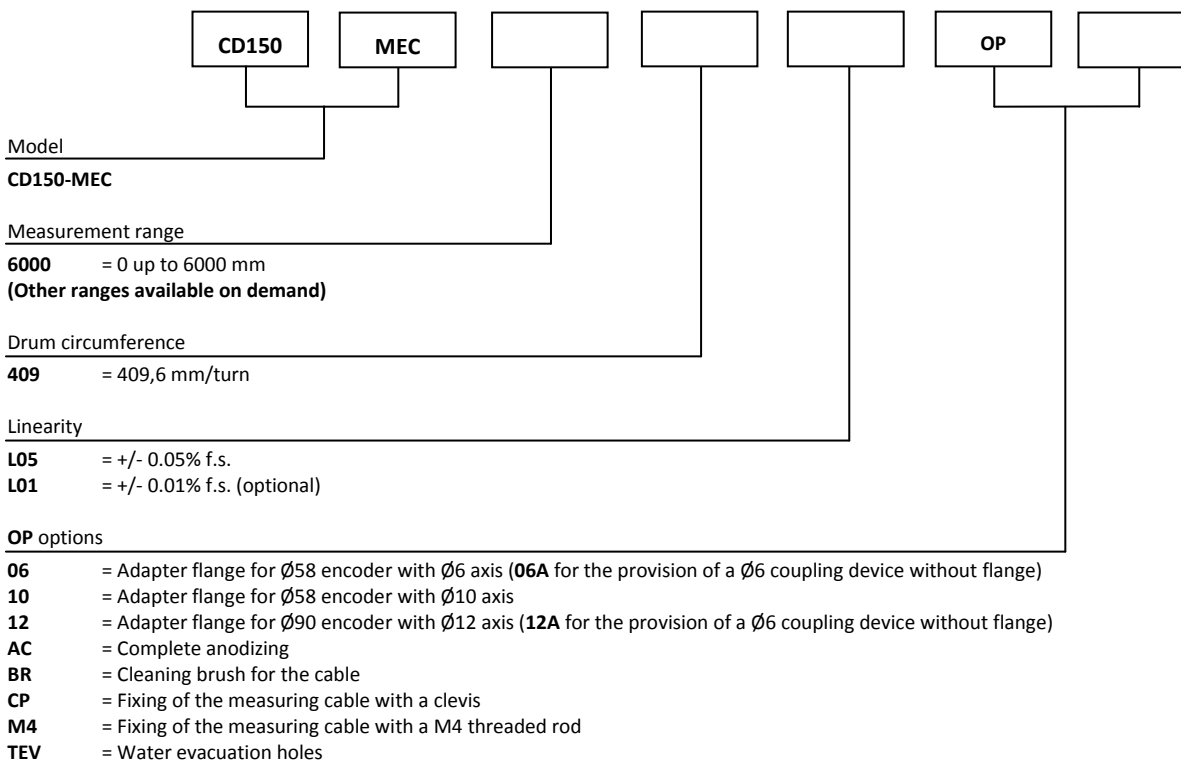 CD150 MEC OP
Model
CD150-MEC
Measurement range
6000 = 0 up to 6000 mm
(Other ranges available on demand)
Drum circumference
409 = 409,6 mm/turn
Linearity
L05 = +/- 0.05% f.s.
L01 = +/- 0.01% f.s. (optional)
OP options
06 = Adapter flange for Ø58 encoder with Ø6 axis (06A for the provision of a Ø6 coupling device without flange)
10 = Adapter flange for Ø58 encoder with Ø10 axis
12 = Adapter flange for Ø90 encoder with Ø12 axis (12A for the provision of a Ø6 coupling device without flange)
AC = Complete anodizing
BR = Cleaning brush for the cable
CP = Fixing of the measuring cable with a clevis
M4 = Fixing of the measuring cable with a M4 threaded rod
TEV = Water evacuation holes